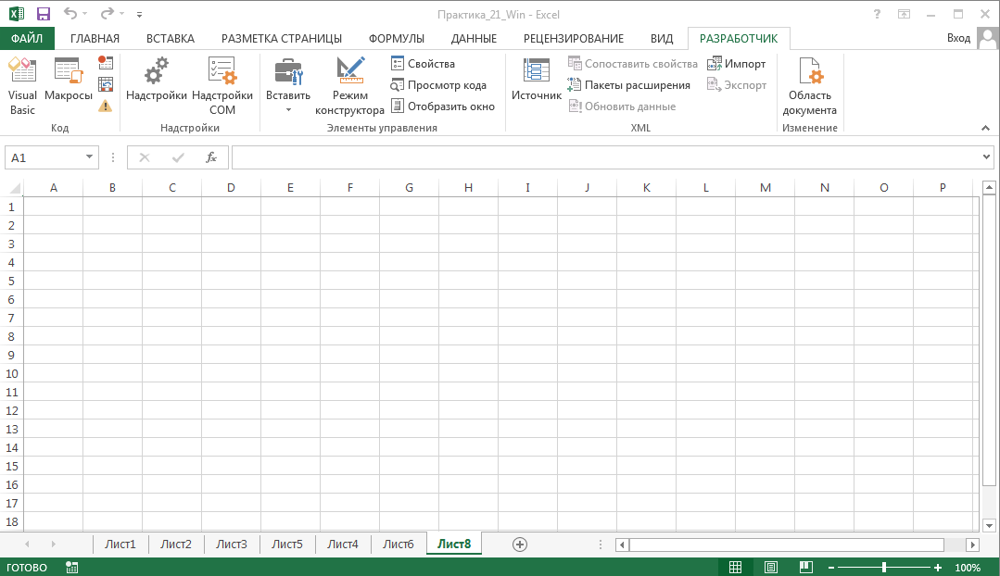 Практика_21_Win - Excel
ФАЙЛ ГЛАВНАЯ ВСТАВКА РАЗМЕТКА СТРАНИЦЫ ФОРМУЛЫ ДАННЫЕ РЕЦЕНЗИРОВАНИЕ ВИД РАЗРАБОТЧИК Вход
Visual Basic
Макросы
Код
Надстройки
Надстройки COM
Надстройки
Вставить
Режим конструктора
Свойства
Просмотр кода
Отобразить окно
Элементы управления
Источник
Сопоставить свойства
Пакеты расширения
Обновить данные
Импорт
Экспорт
XML
Область документа
Изменение
A1
fx
A B C D E F G H I J K L M N O P
1
2
3
4
5
6
7
8
9
10
11
12
13
14
15
16
17
18
Лист1 Лист2 Лист3 Лист5 Лист4 Лист6 Лист8
ГОТОВО 100%